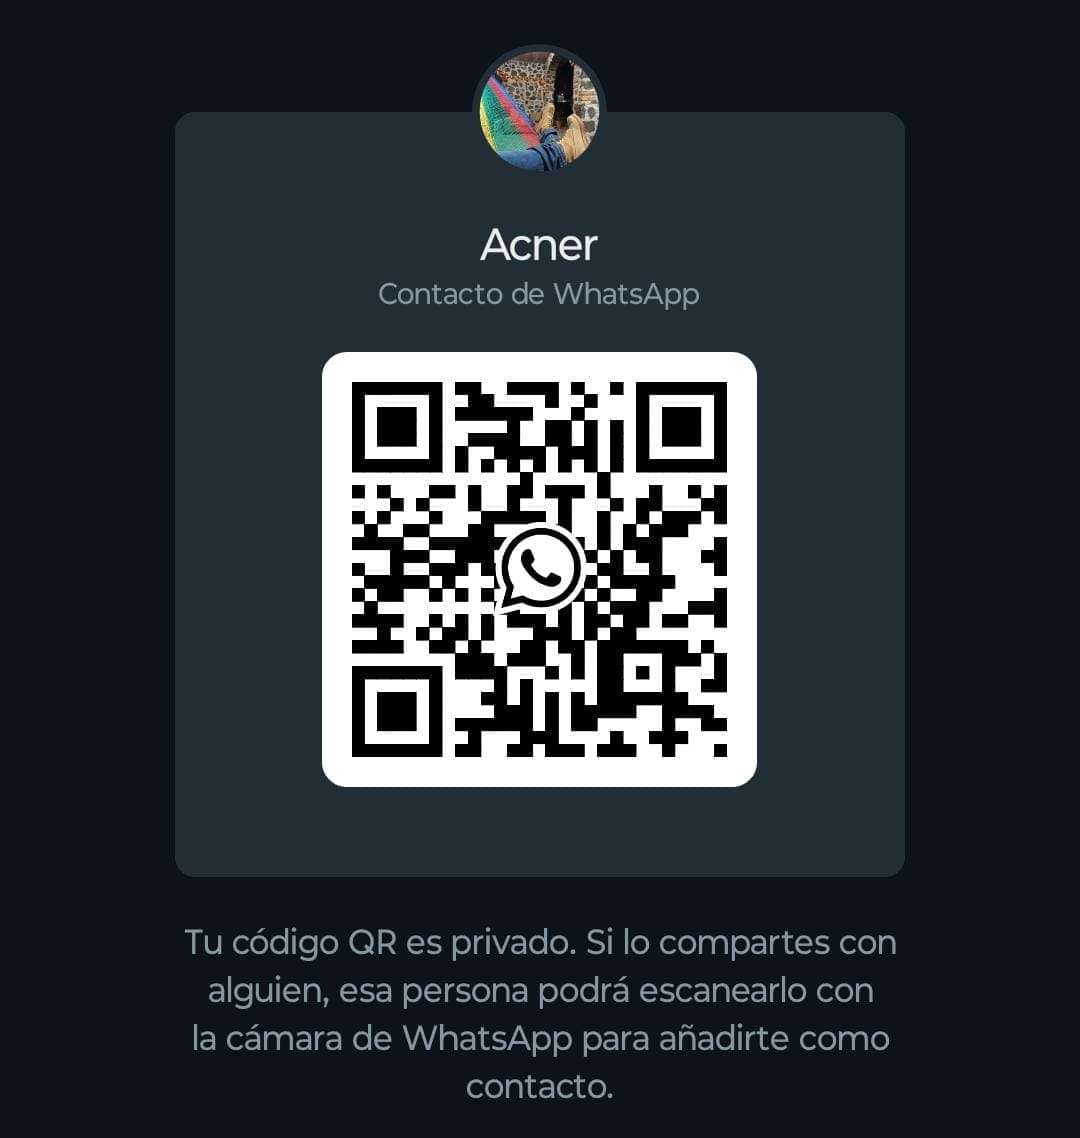 Acner
Contacto de WhatsApp
Tu código QR es privado. Si lo compartes con
alguien, esa persona podrá escanearlo con
la cámara de WhatsApp para añadirte como
contacto.